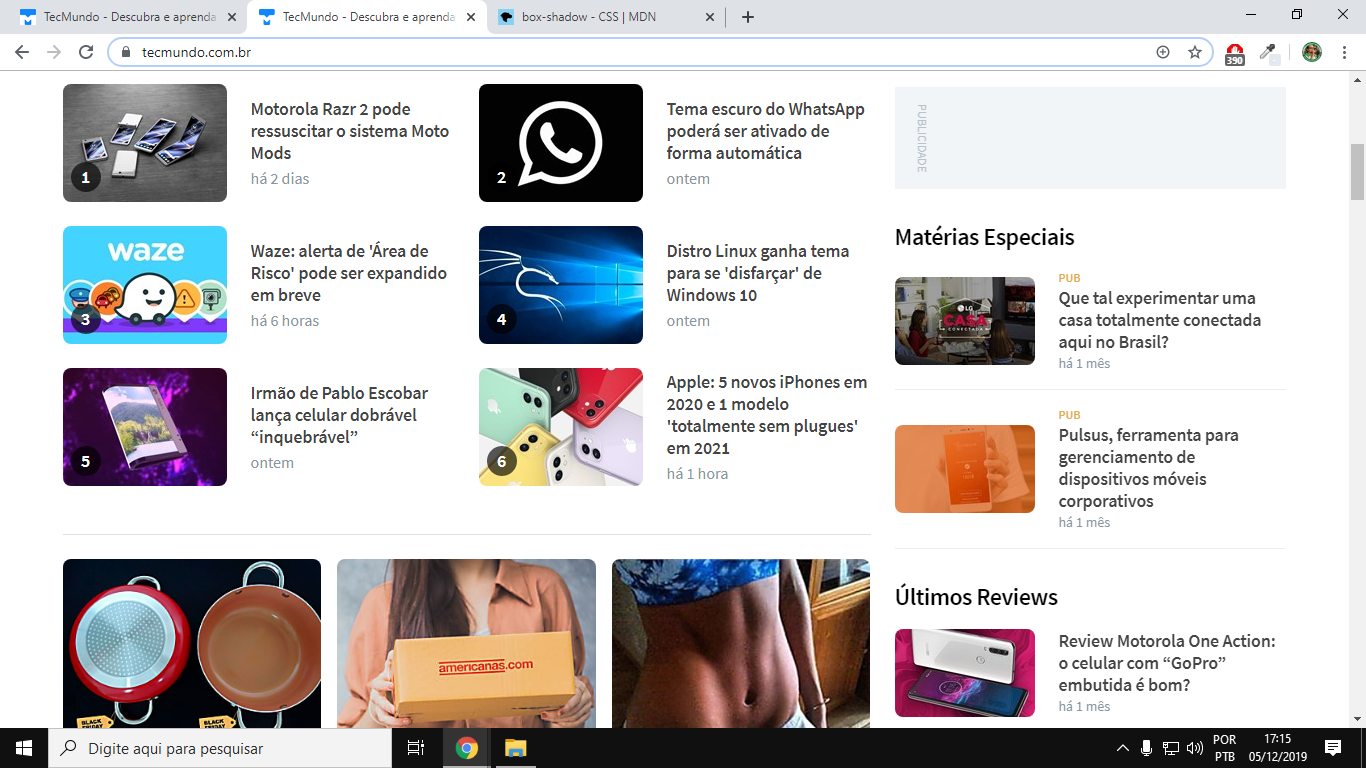 TecMundo - Descubra e aprenda
TecMundo - Descubra e aprenda
box-shadow - CSS | MDN
tecmundo.com.br
390
1
Motorola Razr 2 pode
ressuscitar o sistema Moto
Mods
há 2 dias
2
Tema escuro do WhatsApp
poderá ser ativado de
forma automática
ontem
waze
3
Waze: alerta de 'Área de
Risco' pode ser expandido
em breve
há 6 horas
4
Distro Linux ganha tema
para se 'disfarçar' de
Windows 10
ontem
5
Irmão de Pablo Escobar
lança celular dobrável
“inquebrável”
ontem
6
Apple: 5 novos iPhones em
2020 e 1 modelo
'totalmente sem plugues'
em 2021
há 1 hora
BLACK
FRIDAY
BLACK
FRIDAY
americanas.com
PUBLICIDADE
Matérias Especiais
LG
CASA
CONECTADA
PUB
Que tal experimentar uma
casa totalmente conectada
aqui no Brasil?
há 1 mês
PUB
Pulsus, ferramenta para
gerenciamento de
dispositivos móveis
corporativos
há 1 mês
Últimos Reviews
Review Motorola One Action:
o celular com “GoPro”
embutida é bom?
há 1 mês
Digite aqui para pesquisar
POR
PTB
17:15
05/12/2019